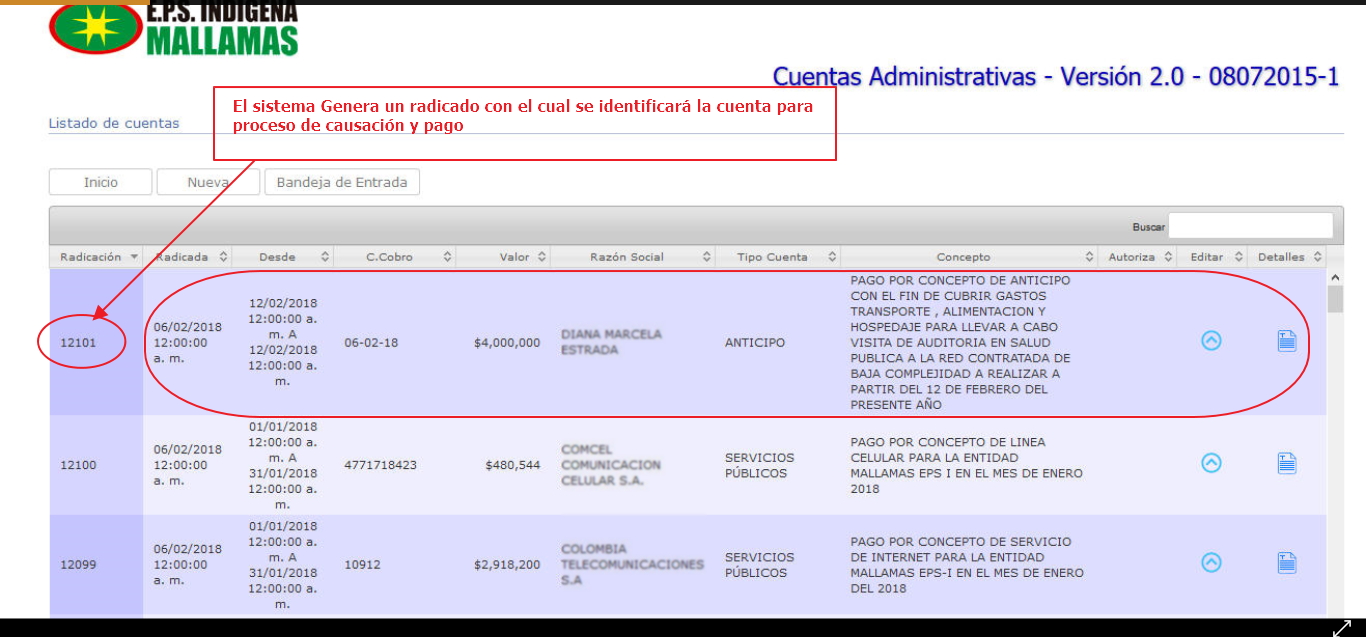 E.P.S. INDIGENA
MALLAMAS
Cuentas Administrativas - Versión 2.0 - 08072015-1
El sistema Genera un radicado con el cual se identificará la cuenta para
proceso de causación y pago
Listado de cuentas
Inicio Nueva Bandeja de Entrada
Buscar
Radicación Radicada Desde C.Cobro Valor Razón Social Tipo Cuenta Concepto Autoriza Editar Detalles
12101
06/02/2018
12:00:00
a. m.
12/02/2018
12:00:00 a.
m. A
12/02/2018
12:00:00 a.
m.
06-02-18
$4,000,000
DIANA MARCELA
ESTRADA
ANTICIPO
PAGO POR CONCEPTO DE ANTICIPO
CON EL FIN DE CUBRIR GASTOS
TRANSPORTE , ALIMENTACION Y
HOSPEDAJE PARA LLEVAR A CABO
VISITA DE AUDITORIA EN SALUD
PUBLICA A LA RED CONTRATADA DE
BAJA COMPLEJIDAD A REALIZAR A
PARTIR DEL 12 DE FEBRERO DEL
PRESENTE AÑO
12100
06/02/2018
12:00:00
a. m.
01/01/2018
12:00:00 a.
m. A
31/01/2018
12:00:00 a.
m.
4771718423
$480,544
COMCEL
COMUNICACION
CELULAR S.A.
SERVICIOS
PÚBLICOS
PAGO POR CONCEPTO DE LINEA
CELULAR PARA LA ENTIDAD
MALLAMAS EPS I EN EL MES DE ENERO
2018
12099
06/02/2018
12:00:00
a. m.
01/01/2018
12:00:00 a.
m. A
31/01/2018
12:00:00 a.
m.
10912
$2,918,200
COLOMBIA
TELECOMUNICACIONES
S.A
SERVICIOS
PÚBLICOS
PAGO POR CONCEPTO DE SERVICIO
DE INTERNET PARA LA ENTIDAD
MALLAMAS EPS-I EN EL MES DE ENERO
DEL 2018